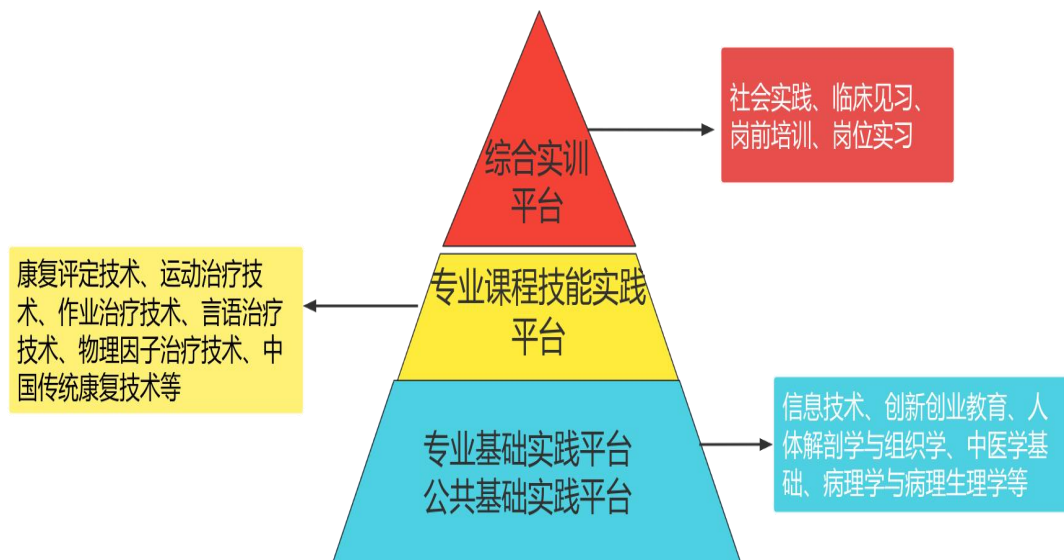 综合实训
平台
社会实践、临床见习、
岗前培训、岗位实习
专业课程技能实践
平台
康复评定技术、运动治疗技
术、作业治疗技术、言语治疗
技术、物理因子治疗技术、中
国传统康复技术等
专业基础实践平台
公共基础实践平台
信息技术、创新创业教育、人
体解剖学与组织学、中医学基
础、病理学与病理生理学等